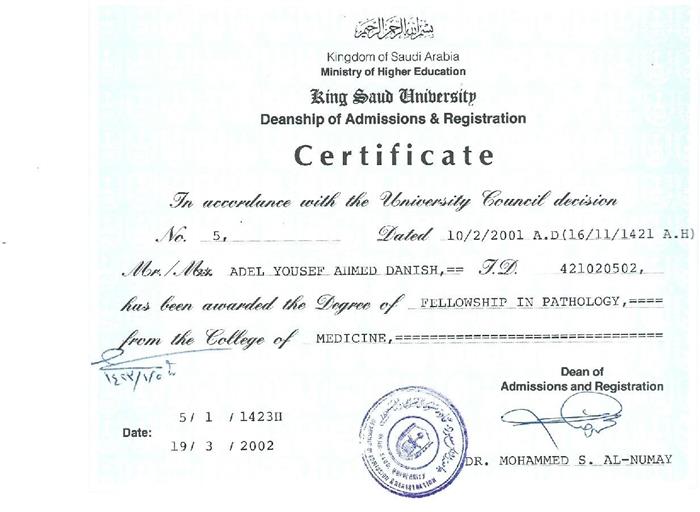 بسم الله الرحمن الرحيم
Kingdom of Saudi Arabia
Ministry of Higher Education
King Saud University
Deanship of Admissions & Registration
Certificate
In accordance with the University Council decision
No. 5, Dated 10/2/2001 A.D(16/11/1421 A.H)
Mr./Mrs. ADEL YOUSEF AHMED DANISH,== I.D. 421020502,
has been awarded the Degree of FELLOWSHIP IN PATHOLOGY,====
from the College of MEDICINE,==============================
Dean of
Admissions and Registration
5/ 1 / 1423H
Date:
19/ 3 / 2002
DR. MOHAMMED S. AL-NUMAY